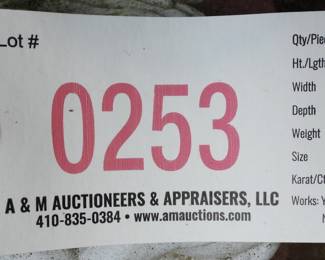 Lot #
0253
A & M AUCTIONEERS & APPRAISERS, LLC
410-835-0384 • www.amauctions.com
Qty/Pie
Ht./Lgth
Width
Depth
Weight
Size
Karat/Ct
Works: Y